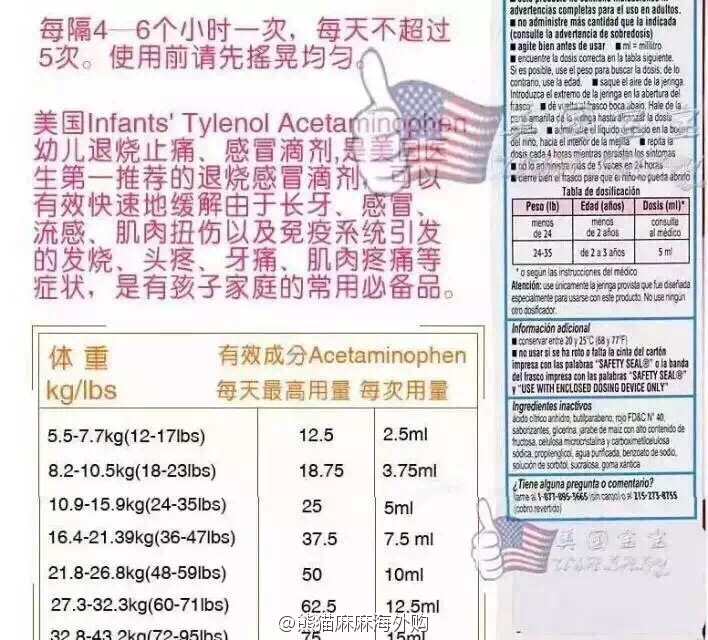 每隔4—6个小时一次，每天不超过
5次。使用前请先搖晃均匀。
美国Infants' Tylenol Acetaminophen
幼儿退烧止痛、感冒滴剂,是美国医
生第一推荐的退烧感冒滴剂，可以
有效快速地缓解由于长牙、感冒、
流感、肌肉扭伤以及免疫系统引发
的发烧、头疼、牙痛、肌肉疼痛等
症状，是有孩子家庭的常用必备品。
体重 有效成分Acetaminophen
kg/lbs 每天最高用量 每次用量
5.5-7.7kg(12-17lbs) 12.5 2.5ml
8.2-10.5kg(18-23lbs) 18.75 3.75ml
10.9-15.9kg(24-35lbs) 25 5ml
16.4-21.39kg(36-47lbs) 37.5 7.5 ml
21.8-26.8kg(48-59lbs) 50 10ml
27.3-32.3kg(60-71lbs) 62.5 12.5ml
32.8-43.2kg(72-95lbs) 75 15ml
@熊猫麻麻海外购
advertencias completas para el uso en adultos.
■ no administre más cantidad que la indicada
(consulte la advertencia de sobredosis)
■ agite bien antes de usar ■ ml = mililitro
■ encuentre la dosis correcta en la tabla siguiente.
Si es posible, use el peso para buscar la dosis; de lo
contrario, use la edad. ■ saque el aire de la jeringa.
Introduzca el extremo de la jeringa en la abertura del
frasco ■ dé vuelta al frasco boca abajo. Hale de la
parte amarilla de la jeringa hasta alcanzar la dosis
■ administre el líquido lento en la boca
del niño, hacia el interior de la mejilla ■ repita la
dosis cada 4 horas mientras persistan los síntomas
■ no lo administre más de 5 veces en 24 horas
■ cierre bien el frasco para que el niño no pueda abrirlo
Tabla de dosificación
Peso (lb) Edad (años) Dosis (ml)*
menos de 24 menos de 2 años consulte al médico
24-35 de 2 a 3 años 5 ml
* o según las instrucciones del médico
Atención: use únicamente la jeringa provista que fue diseñada
especialmente para usarse con este producto. No use ningún
otro dosificador.
Información adicional
■ conservar entre 20 y 25°C (68 y 77°F)
■ no usar si se ha roto o falta la cinta del cartón
impresa con las palabras "SAFETY SEAL®" o la banda
del frasco impresa con las palabras "SAFETY SEAL®"
y "USE WITH ENCLOSED DOSING DEVICE ONLY"
Ingredientes inactivos
ácido cítrico anhidro, butilparabeno, rojo FD&C N° 40,
saborizantes, glicerina, jarabe de maíz con alto contenido de
fructosa, celulosa microcristalina y carboximetilcelulosa
sódica, propilenglicol, agua purificada, benzoato de sodio,
solución de sorbitol, sucralosa, goma xántica
¿Tiene alguna pregunta o comentario?
llame al 1-877-895-3665 (sin cargo) o al 215-273-8755
(cobro revertido)
美国宝宝